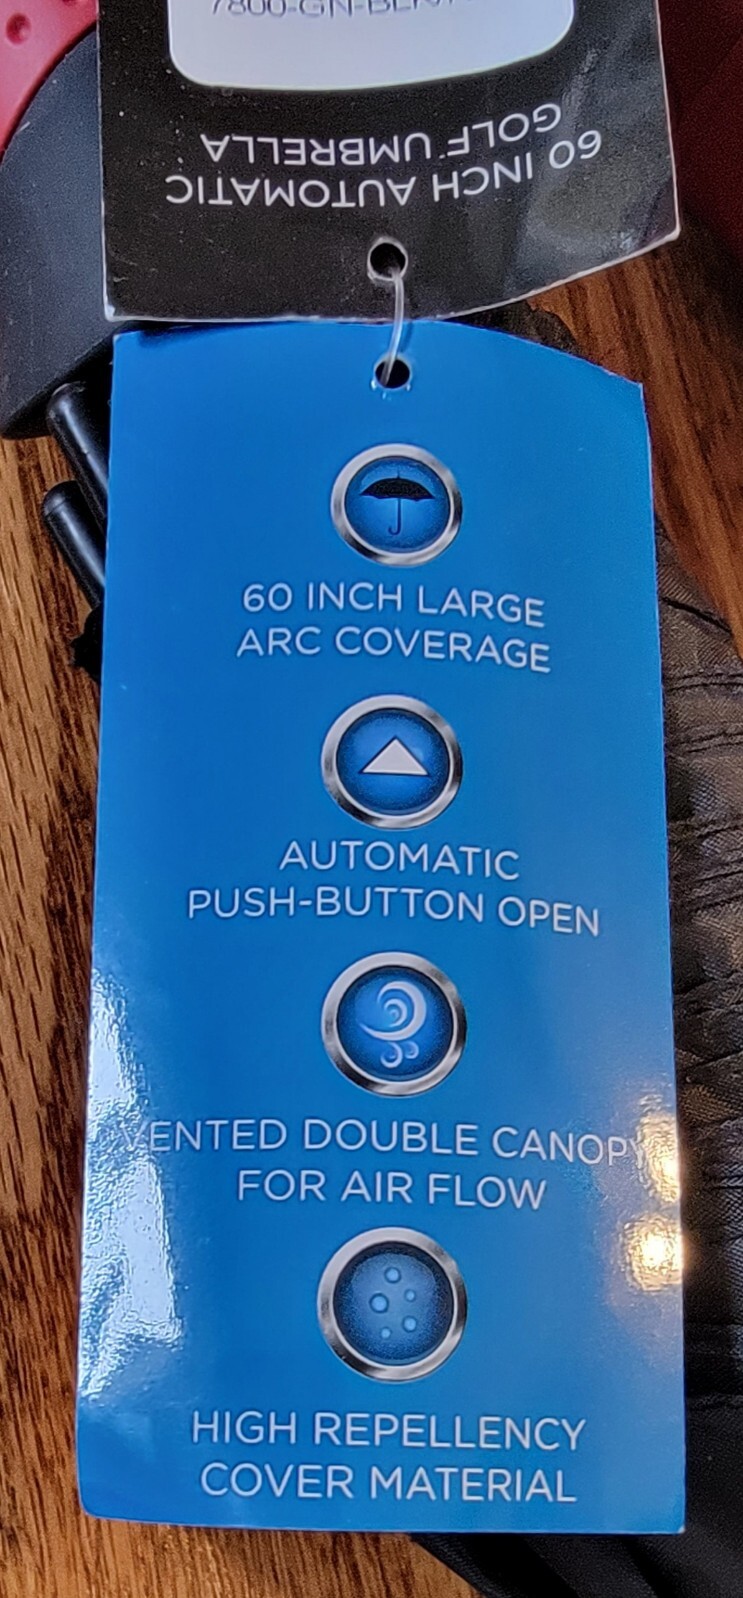 60 INCH AUTOMATIC
GOLF UMBRELLA
60 INCH LARGE
ARC COVERAGE
AUTOMATIC
PUSH-BUTTON OPEN
VENTED DOUBLE CANOPY
FOR AIR FLOW
HIGH REPELLENCY
COVER MATERIAL